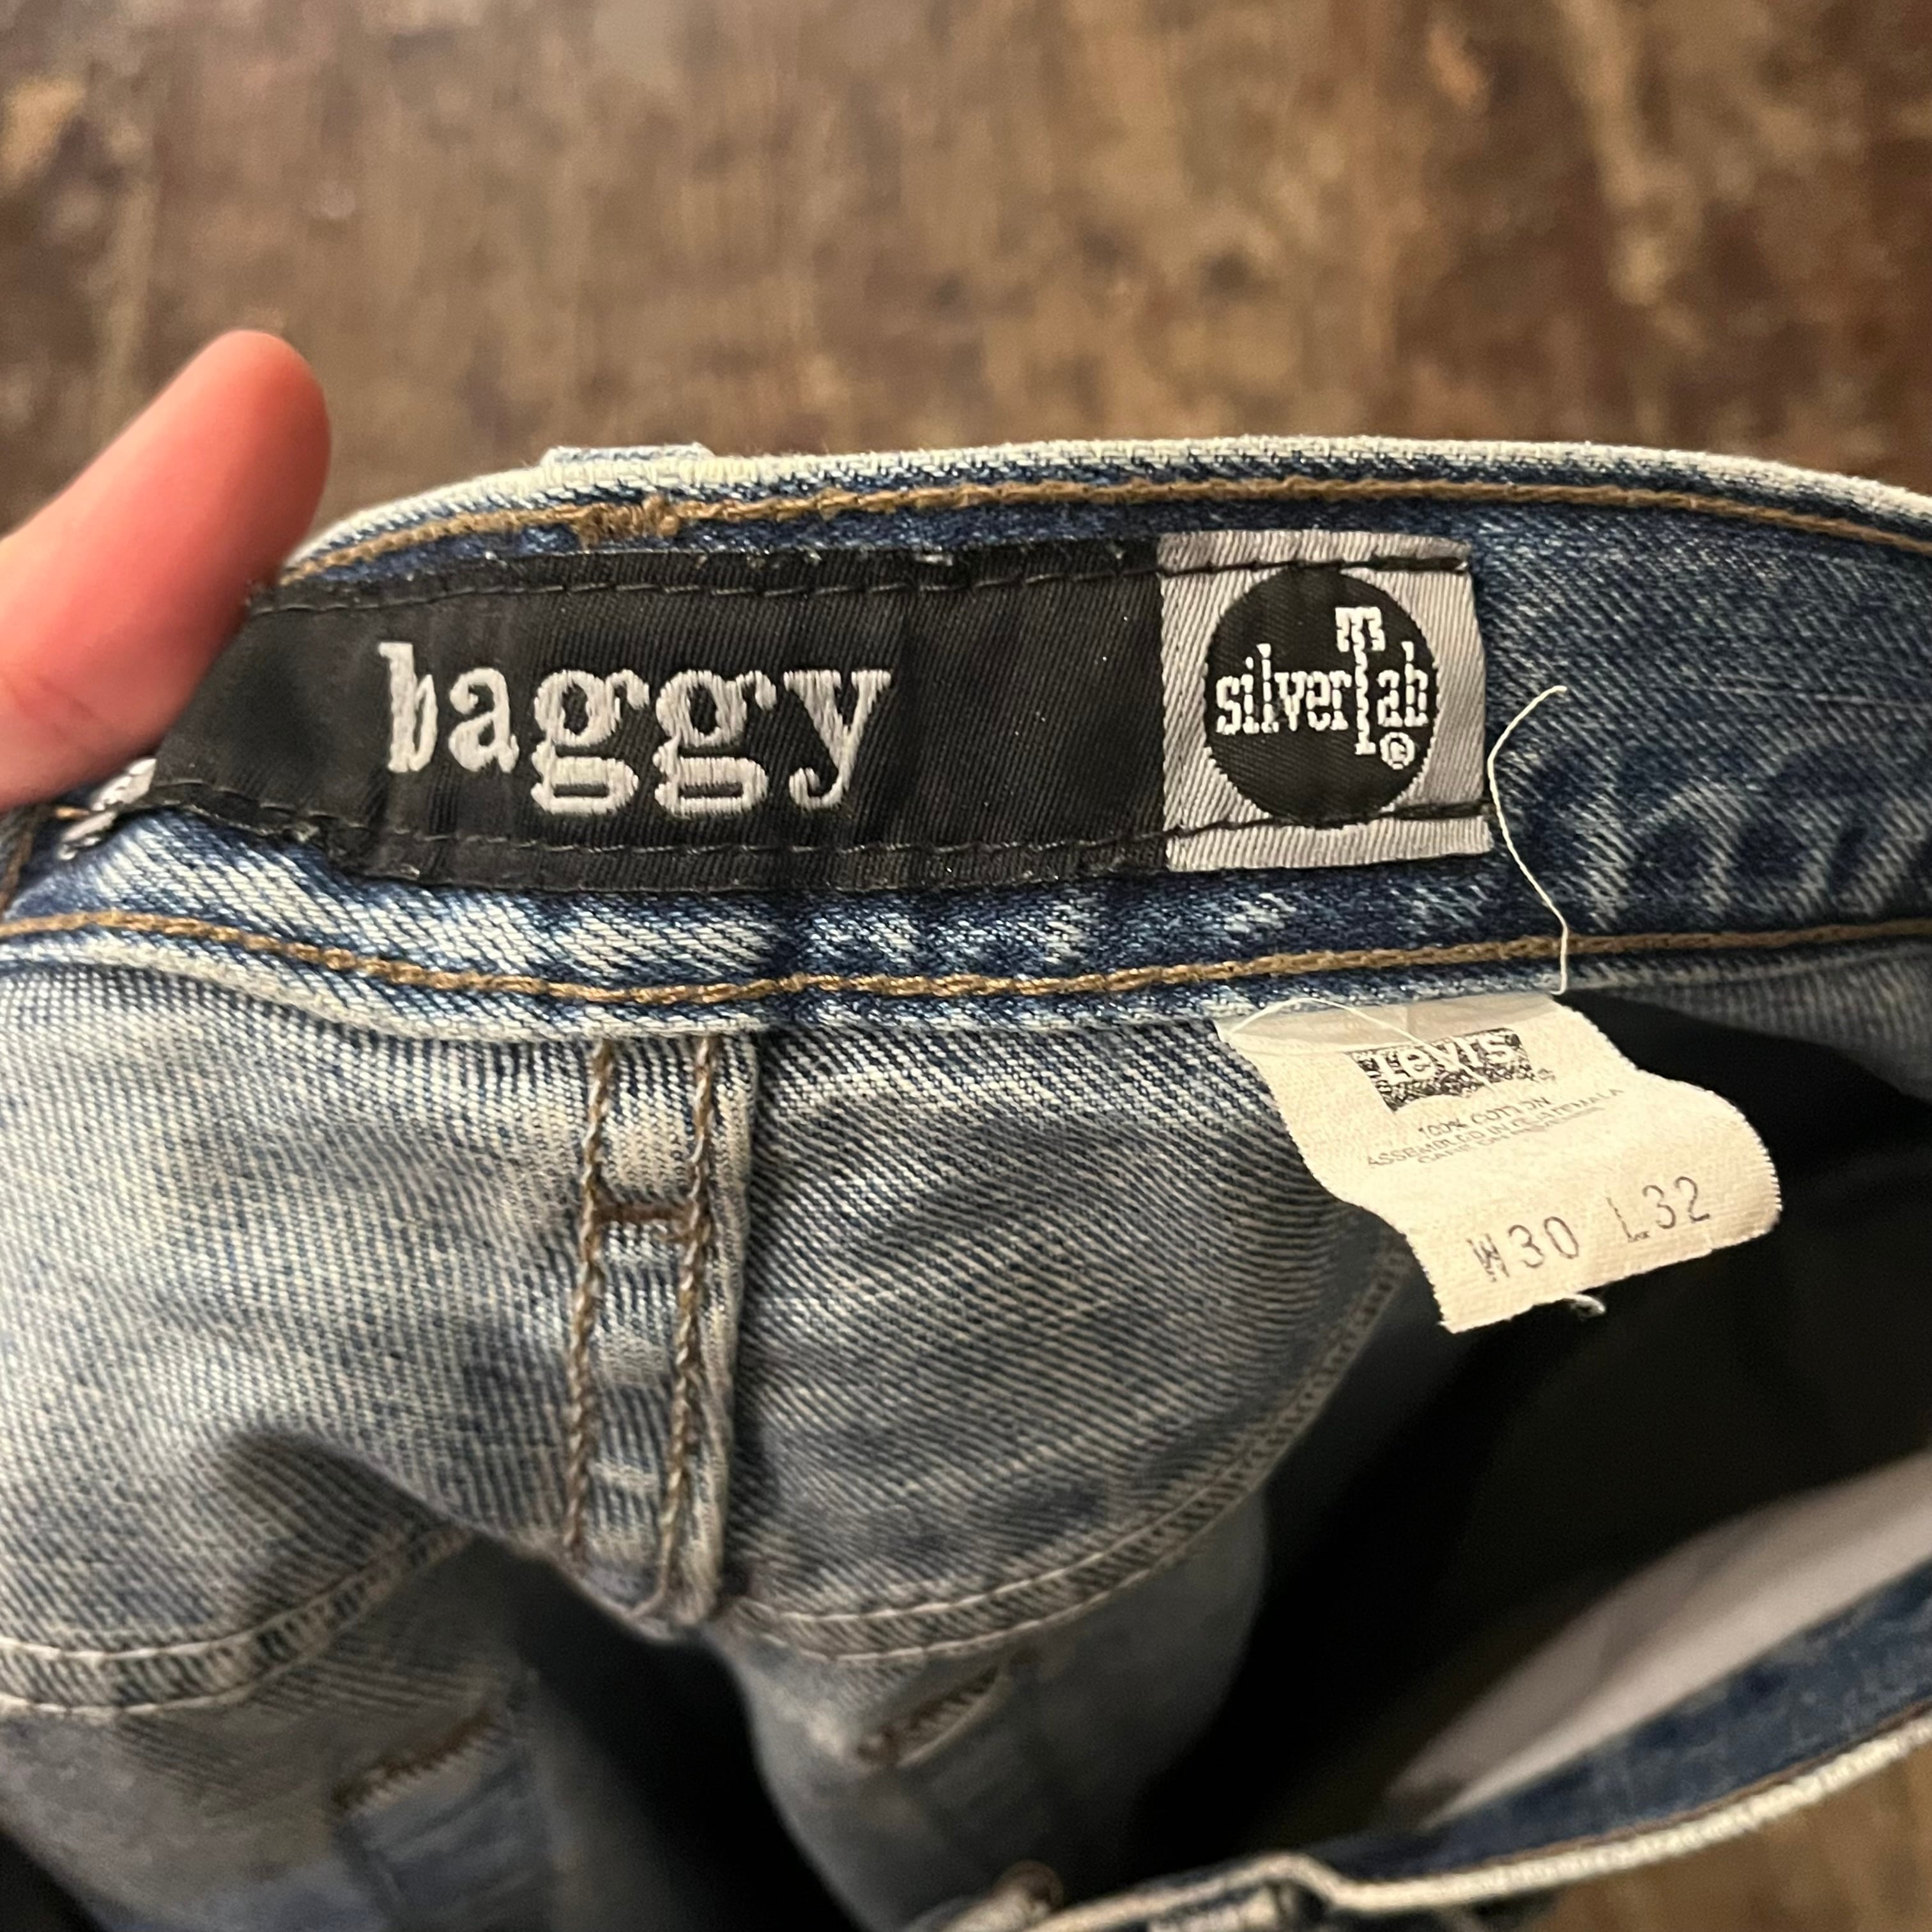 baggy
silverTab®
Levi's
100% COTTON
ASSEMBLED IN GUATEMALA
W30 L32